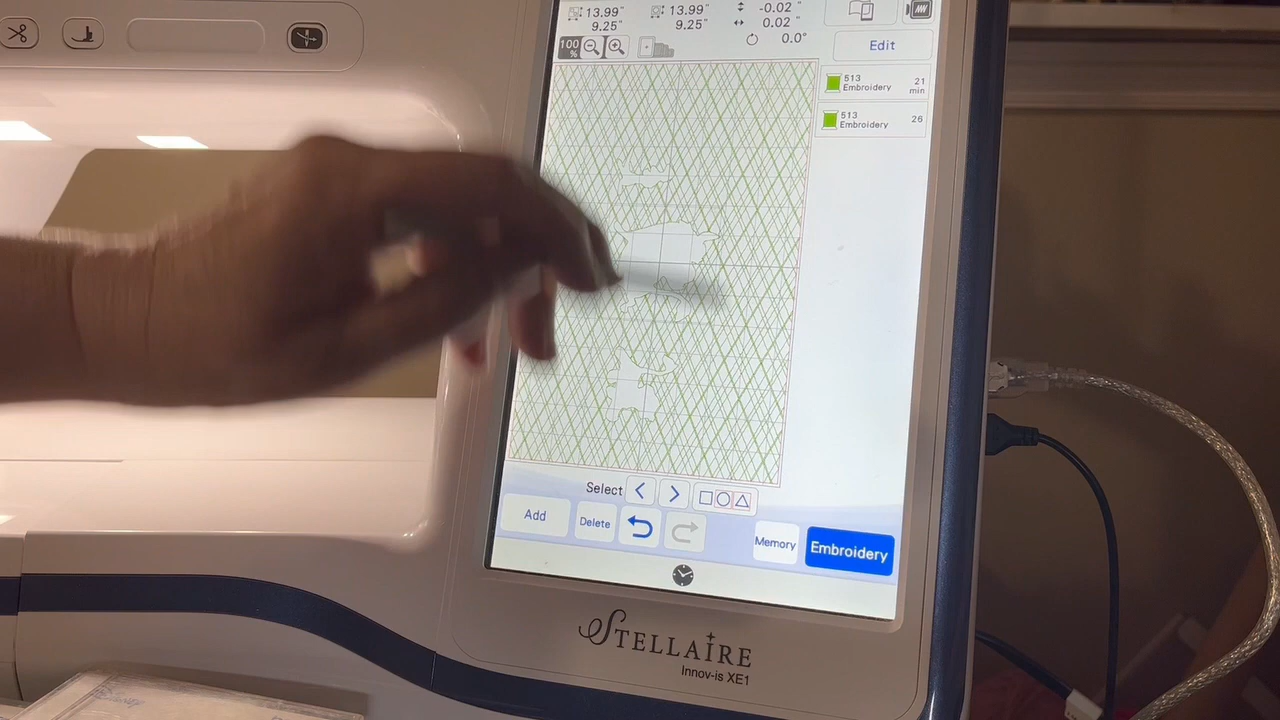 13.99" 13.99" -0.02 "
9.25" 9.25" 0.02 "
0.0°
100
%
Edit
513 21
Embroidery min
513 26
Embroidery
Select
Add Delete Memory Embroidery
STELLAIRE
Innov-is XE1